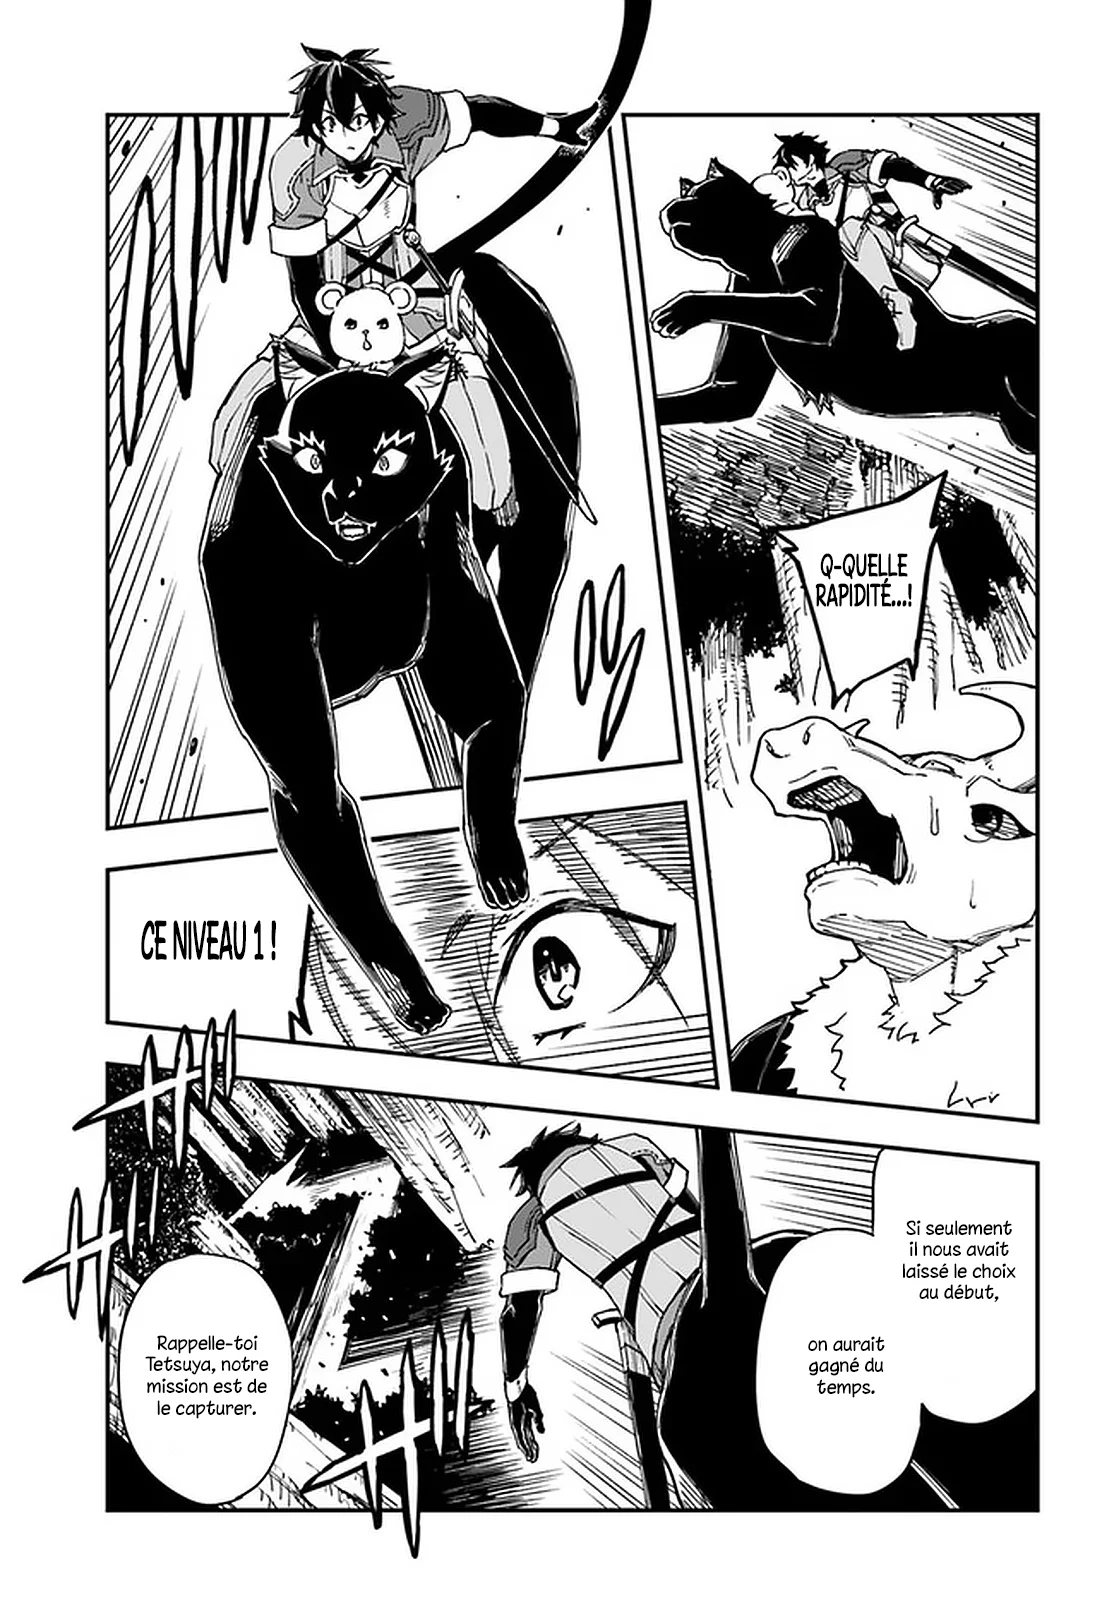 Q-QUELLE
RAPIDITÉ...!
CE NIVEAU 1 !
Si seulement
il nous avait
laissé le choix
au début,
on aurait
gagné du
temps.
Rappelle-toi
Tetsuya, notre
mission est de
le capturer.